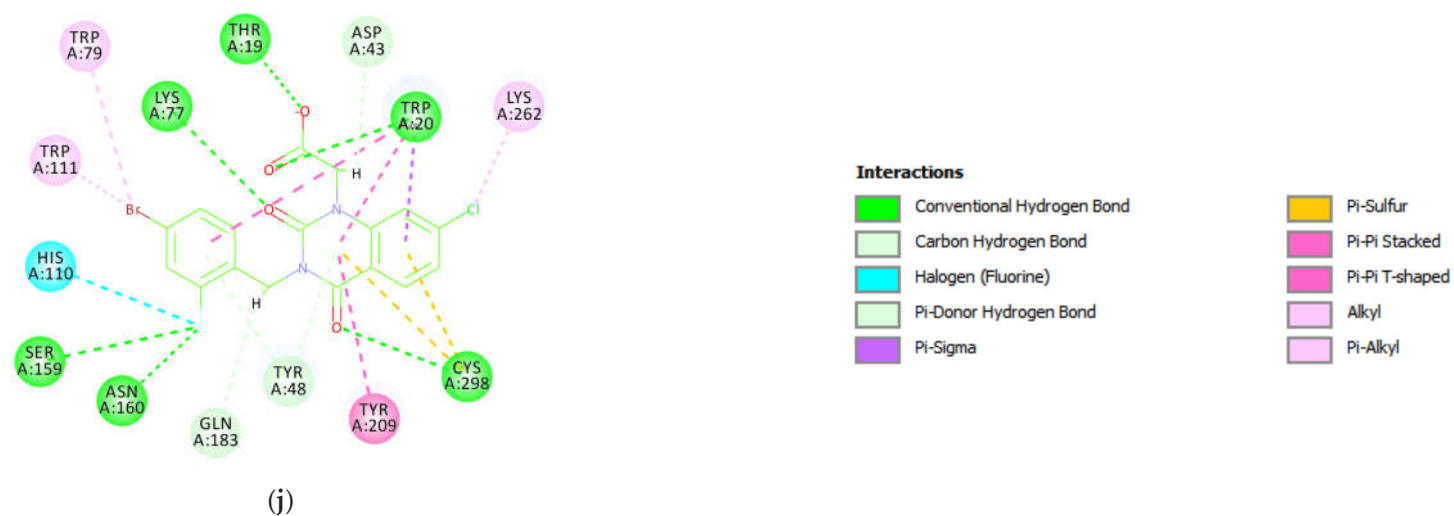 THR
A:19
ASP
A:43
TRP
A:79
LYS
A:77
TRP
A:20
LYS
A:262
TRP
A:111
-O
O
H
Br
O
N
Cl
N
HIS
A:110
H
O
SER
A:159
ASN
A:160
GLN
A:183
TYR
A:48
TYR
A:209
CYS
A:298
(j)
Interactions
Conventional Hydrogen Bond
Carbon Hydrogen Bond
Halogen (Fluorine)
Pi-Donor Hydrogen Bond
Pi-Sigma
Pi-Sulfur
Pi-Pi Stacked
Pi-Pi T-shaped
Alkyl
Pi-Alkyl